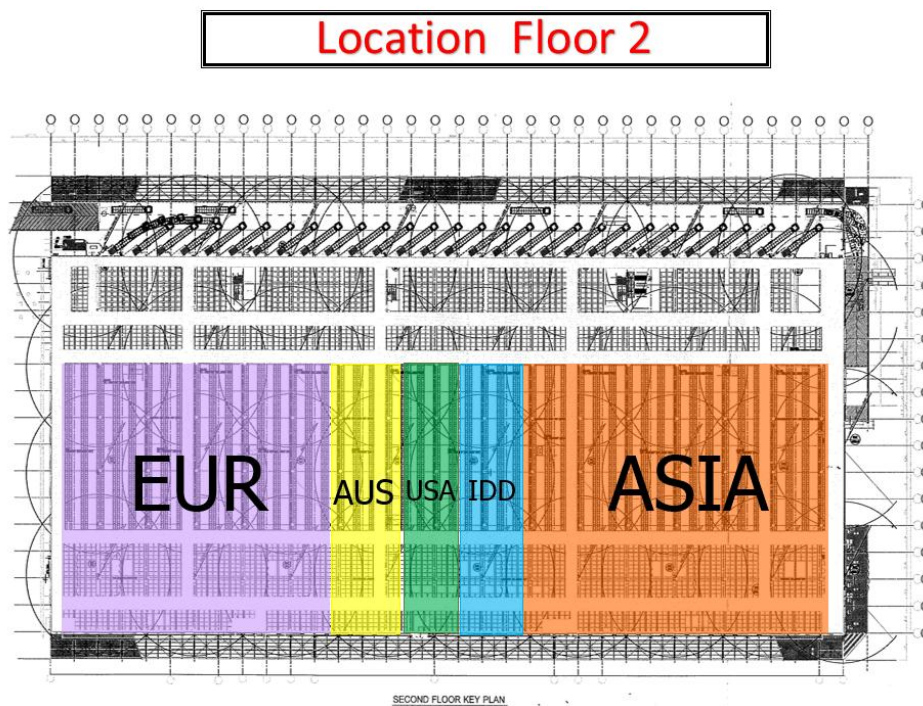 Location Floor 2
EUR
AUS
USA
IDD
ASIA
SECOND FLOOR KEY PLAN